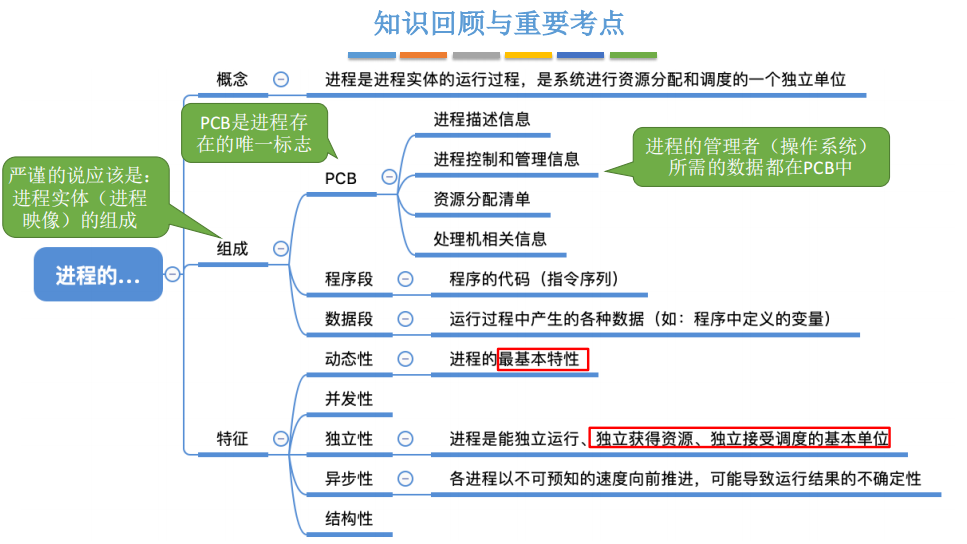 知识回顾与重要考点
概念
进程是进程实体的运行过程，是系统进行资源分配和调度的一个独立单位
PCB是进程存
在的唯一标志
进程描述信息
进程的管理者（操作系统）
所需的数据都在PCB中
进程控制和管理信息
严谨的说应该是：
进程实体（进程
映像）的组成
PCB
资源分配清单
处理机相关信息
组成
进程的...
程序段
程序的代码（指令序列）
数据段
运行过程中产生的各种数据（如：程序中定义的变量）
动态性
进程的最基本特性
并发性
特征
独立性
进程是能独立运行、独立获得资源、独立接受调度的基本单位
异步性
各进程以不可预知的速度向前推进，可能导致运行结果的不确定性
结构性